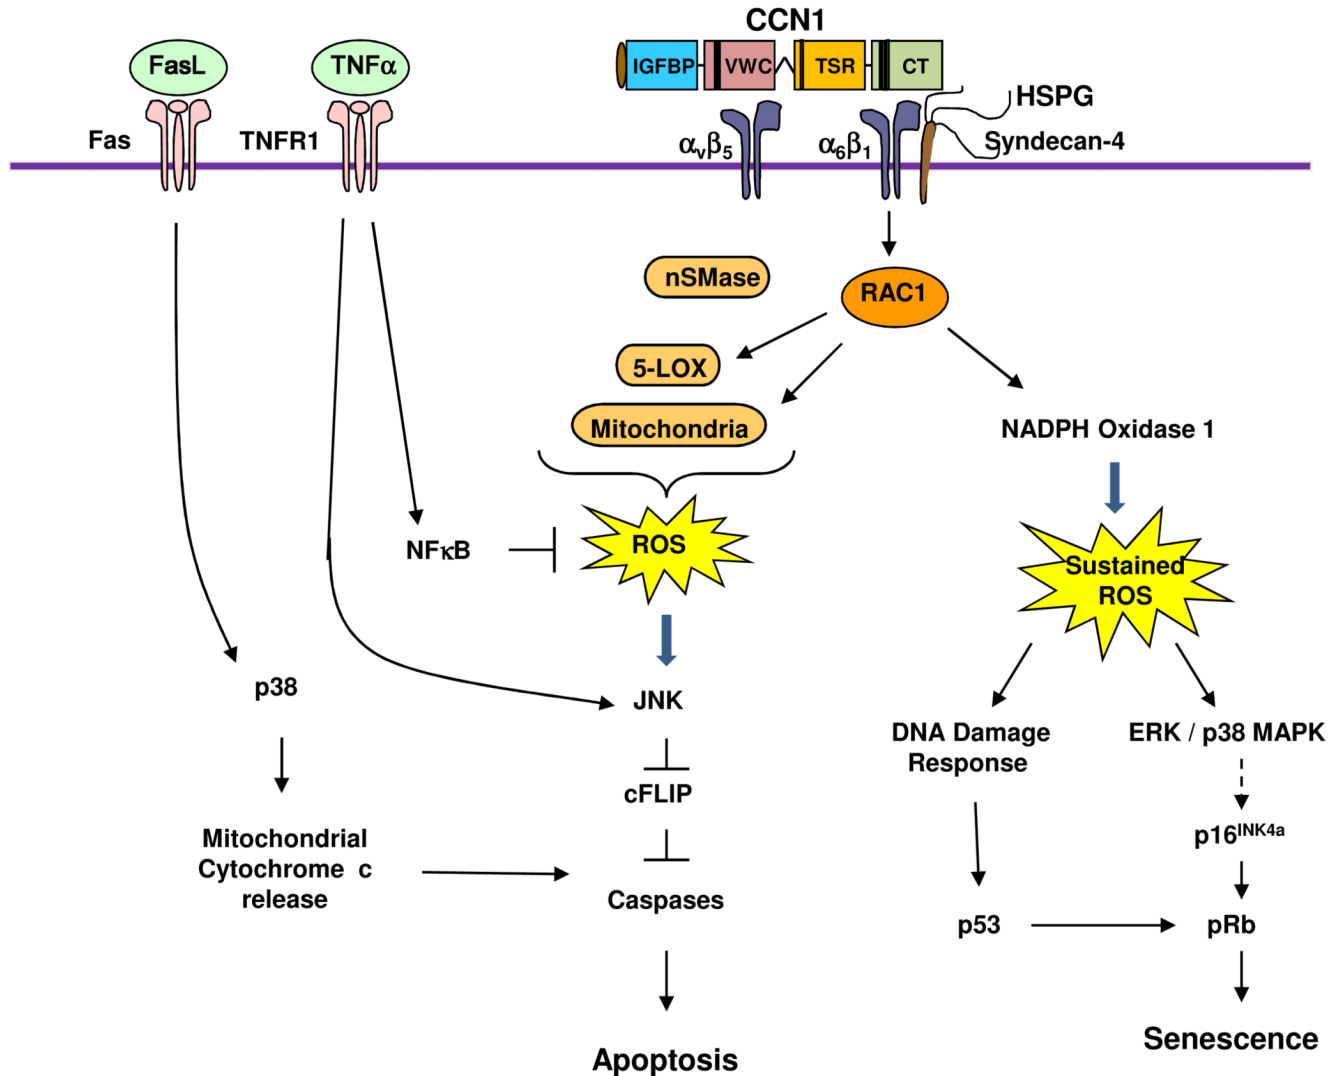 CCN1
FasL
TNFα
IGFBP
VWC
TSR
CT
HSPG
Fas
TNFR1
αvβ5
α6β1
Syndecan-4
nSMase
RAC1
5-LOX
Mitochondria
NADPH Oxidase 1
NFκB
ROS
Sustained
ROS
p38
JNK
DNA Damage
Response
ERK / p38 MAPK
cFLIP
Mitochondrial
Cytochrome c
release
p16INK4a
Caspases
p53
pRb
Apoptosis
Senescence